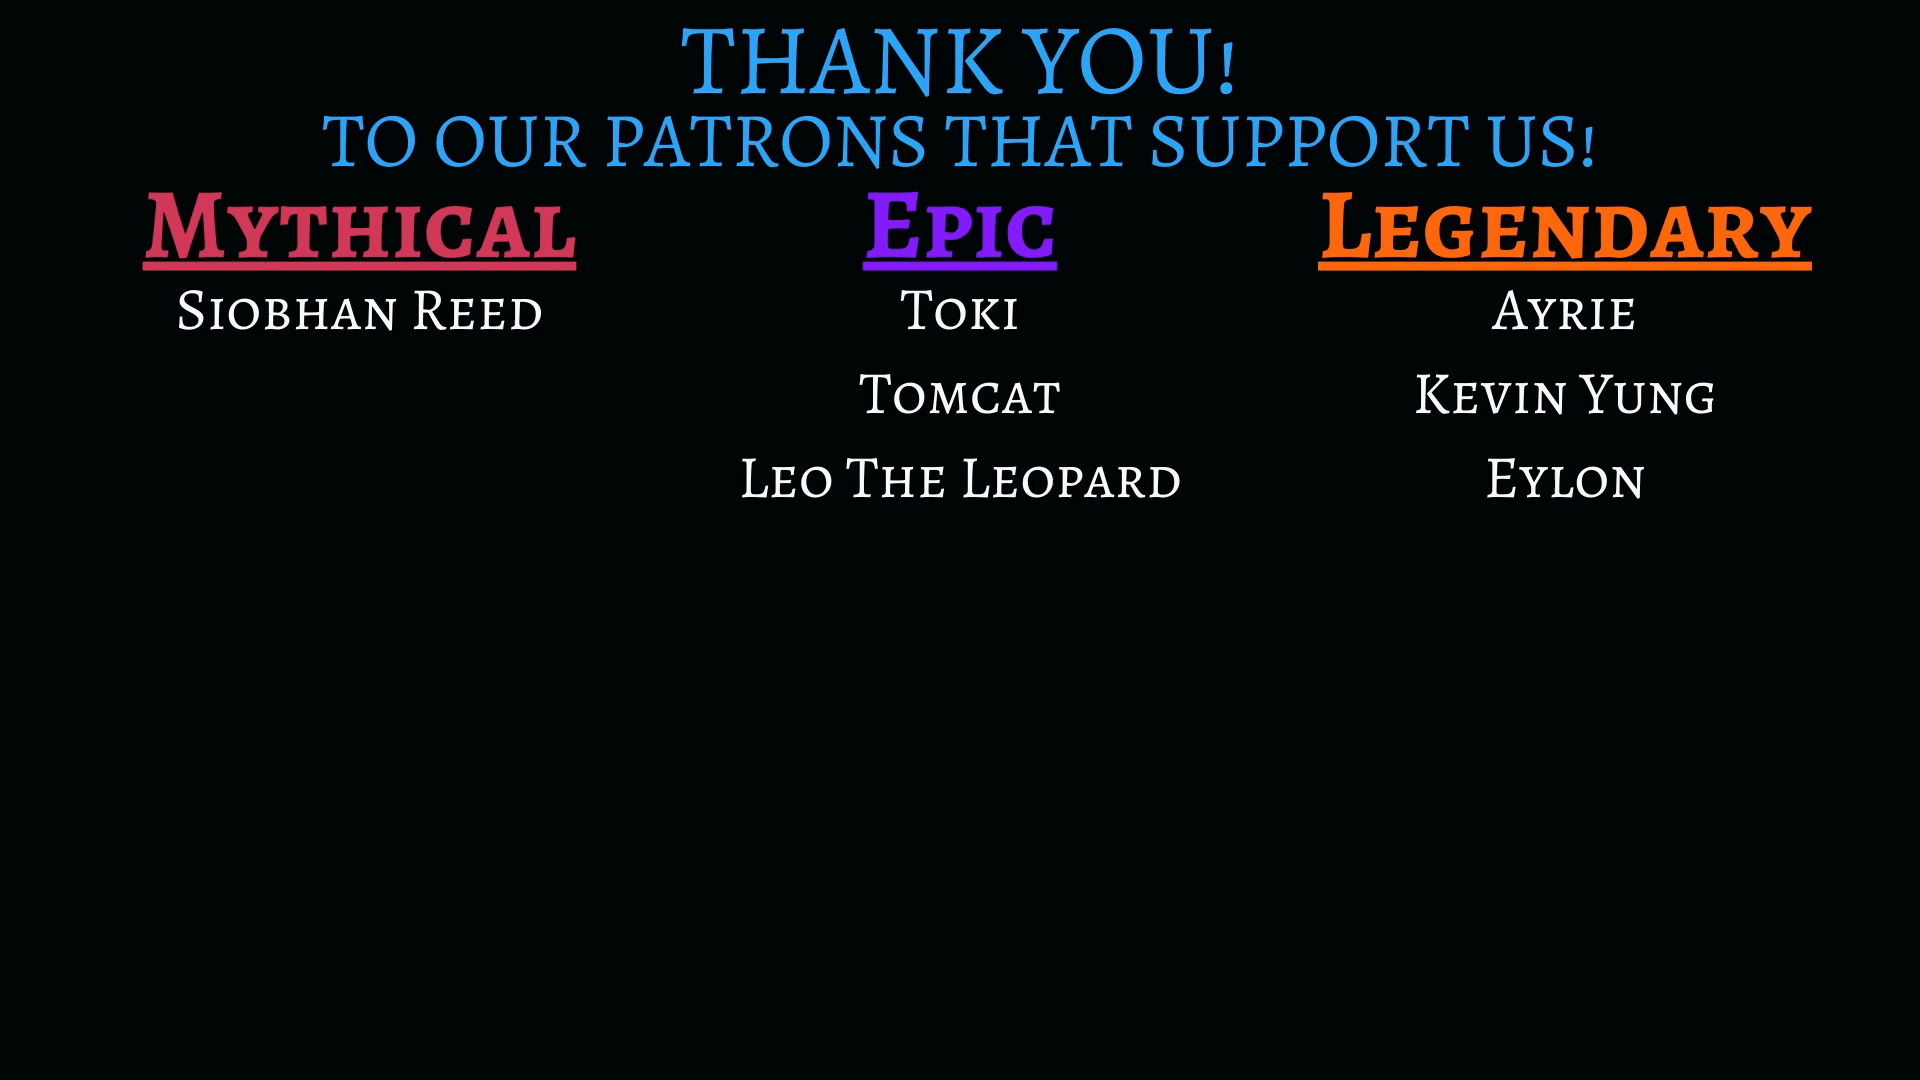 THANK YOU!
TO OUR PATRONS THAT SUPPORT US!
Mythical
Siobhan Reed
Epic
Toki
Tomcat
Leo The Leopard
Legendary
Ayrie
Kevin Yung
Eylon